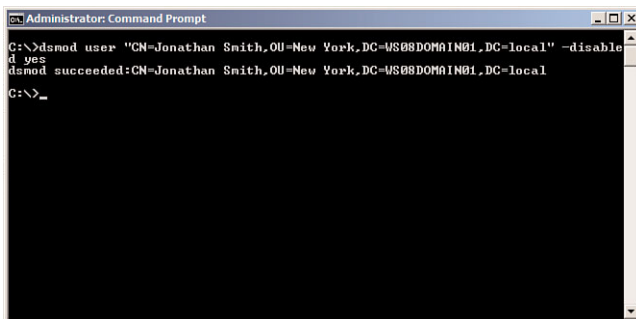 Administrator: Command Prompt
C:\>dsmod user "CN=Jonathan Smith,OU=New York,DC=WS08DOMAIN01,DC=local" -disable
d yes
dsmod succeeded:CN=Jonathan Smith,OU=New York,DC=WS08DOMAIN01,DC=local
C:\>_